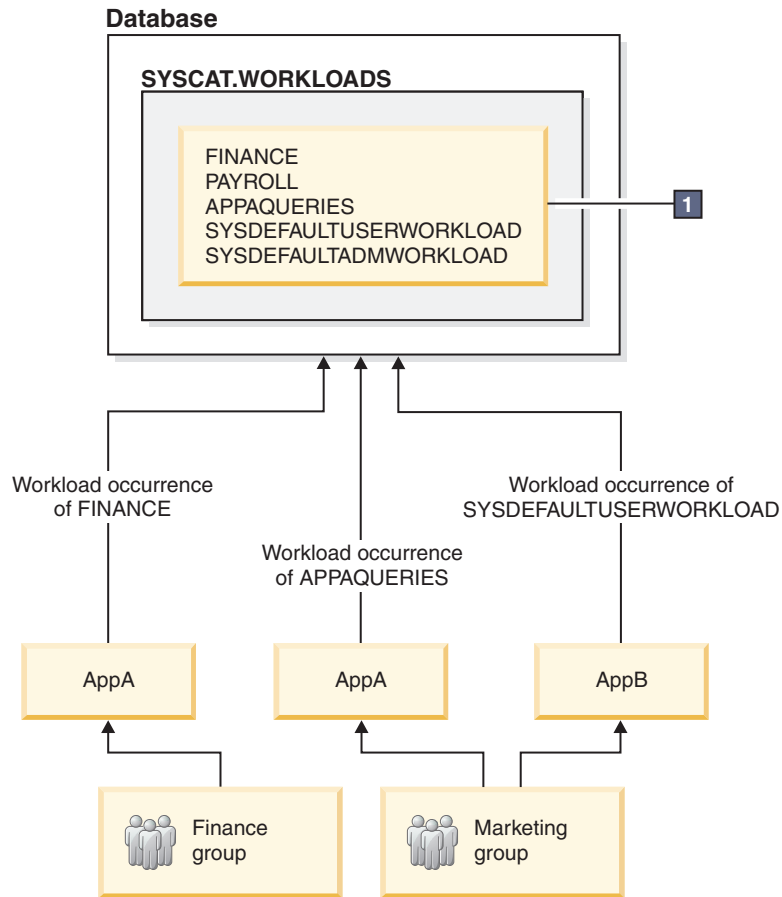 Database
SYSCAT.WORKLOADS
FINANCE
PAYROLL
APPAQUERIES
SYSDEFAULTUSERWORKLOAD
SYSDEFAULTADMWORKLOAD
1
Workload occurrence
of FINANCE
Workload occurrence
of APPAQUERIES
Workload occurrence of
SYSDEFAULTUSERWORKLOAD
AppA
AppA
AppB
Finance
group
Marketing
group